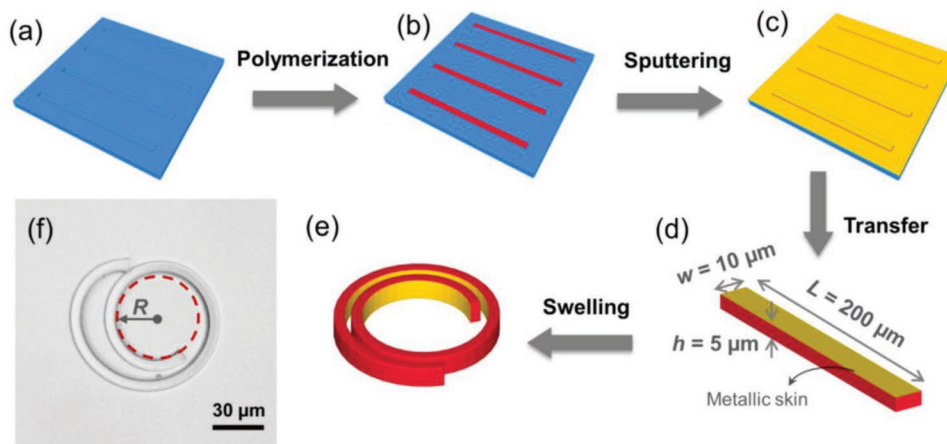 (a)
Polymerization
(b)
Sputtering
(c)
Transfer
(d)
w = 10 µm
L = 200 µm
h = 5 µm
Metallic skin
Swelling
(e)
(f)
R
30 µm